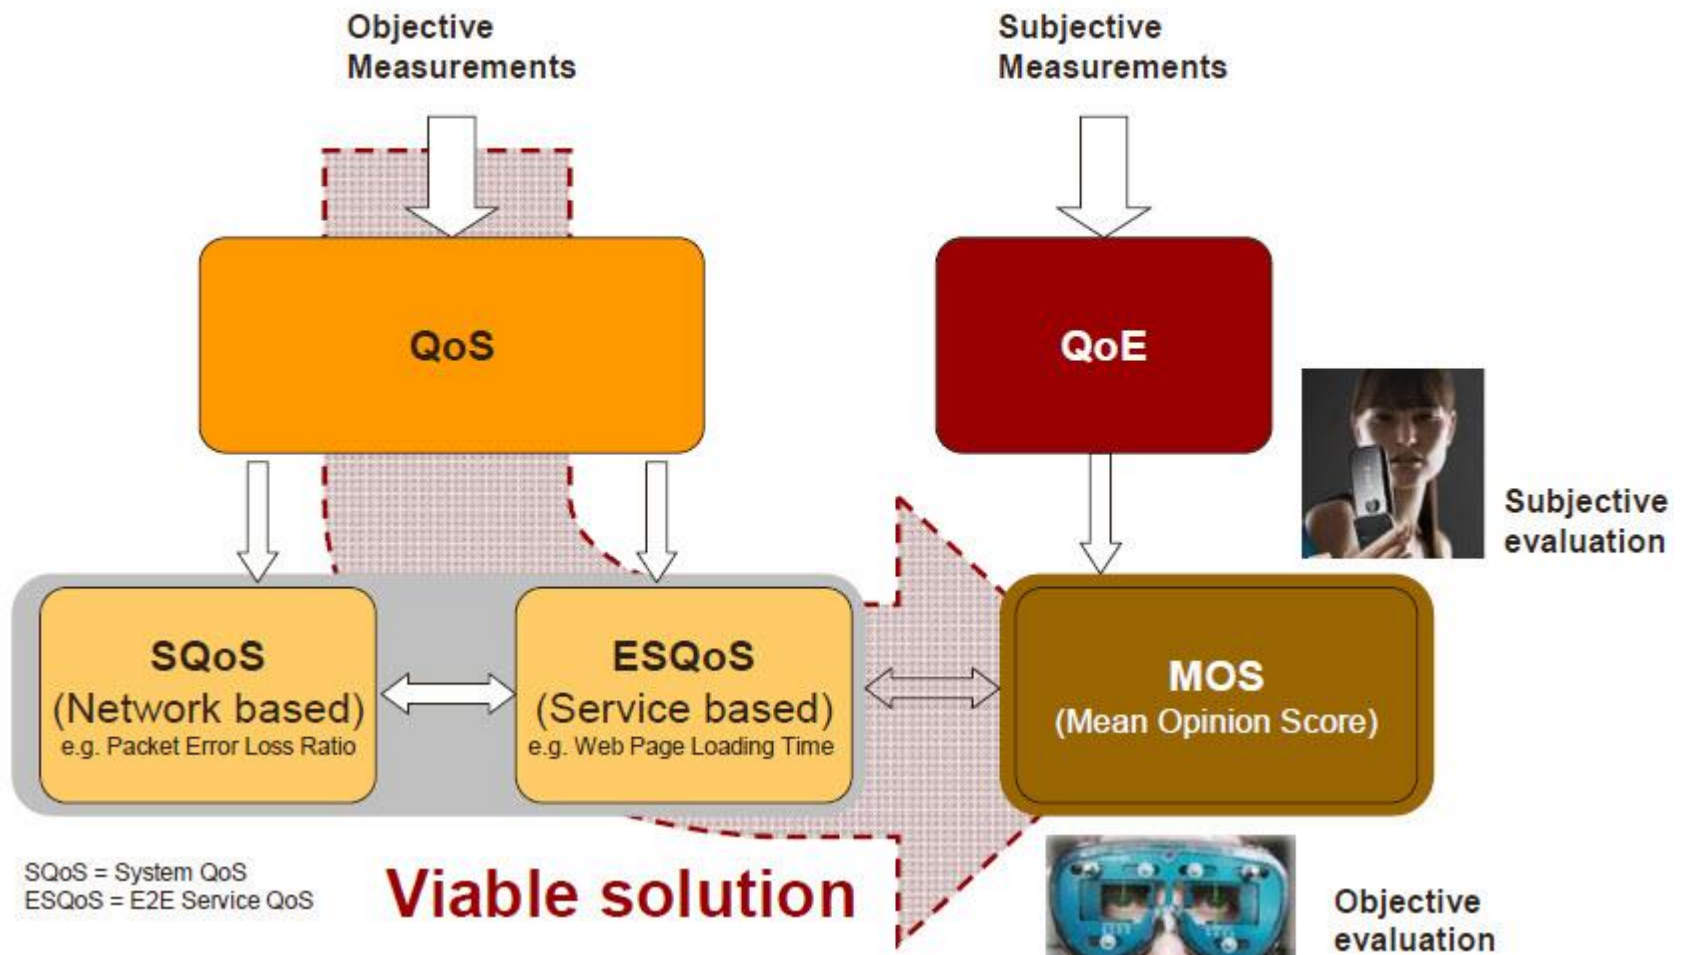 Objective
Measurements
Subjective
Measurements
QoS
QoE
Subjective
evaluation
SQoS
(Network based)
e.g. Packet Error Loss Ratio
ESQoS
(Service based)
e.g. Web Page Loading Time
MOS
(Mean Opinion Score)
SQoS = System QoS
ESQoS = E2E Service QoS
Viable solution
Objective
evaluation